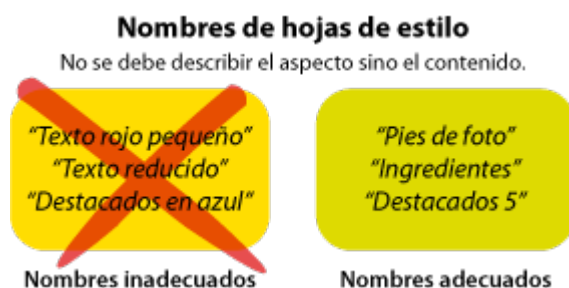 Nombres de hojas de estilo
No se debe describir el aspecto sino el contenido.
“Texto rojo pequeño”
“Texto reducido”
“Destacados en azul”
Nombres inadecuados
“Pies de foto”
“Ingredientes”
“Destacados 5”
Nombres adecuados